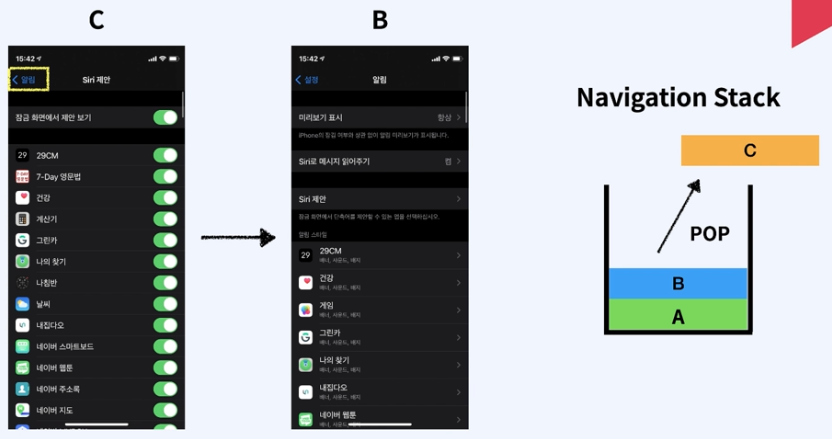 C
15:42
알림
Siri 제안
잠금 화면에서 제안 보기
29 29CM
7-Day 영문법
건강
계산기
그린카
나의 찾기
나침반
날씨
내집다오
네이버 스마트보드
네이버 웹툰
네이버 주소록
네이버 지도
B
15:42
설정
알림
미리보기 표시
항상
iPhone의 잠김 여부와 상관 없이 알림 미리보기가 표시됩니다.
Siri로 메시지 읽어주기
켬
Siri 제안
잠금 화면에서 단축어를 제안할 수 있는 앱을 선택하십시오.
알림 스타일
29 29CM
배너, 사운드, 배지
건강
배너, 사운드, 배지
게임
배너, 사운드, 배지
그린카
배너, 사운드, 배지
나의 찾기
배너, 사운드, 배지
내집다오
배너, 사운드, 배지
네이버 웹툰
배너, 사운드, 배지
Navigation Stack
C
POP
B
A